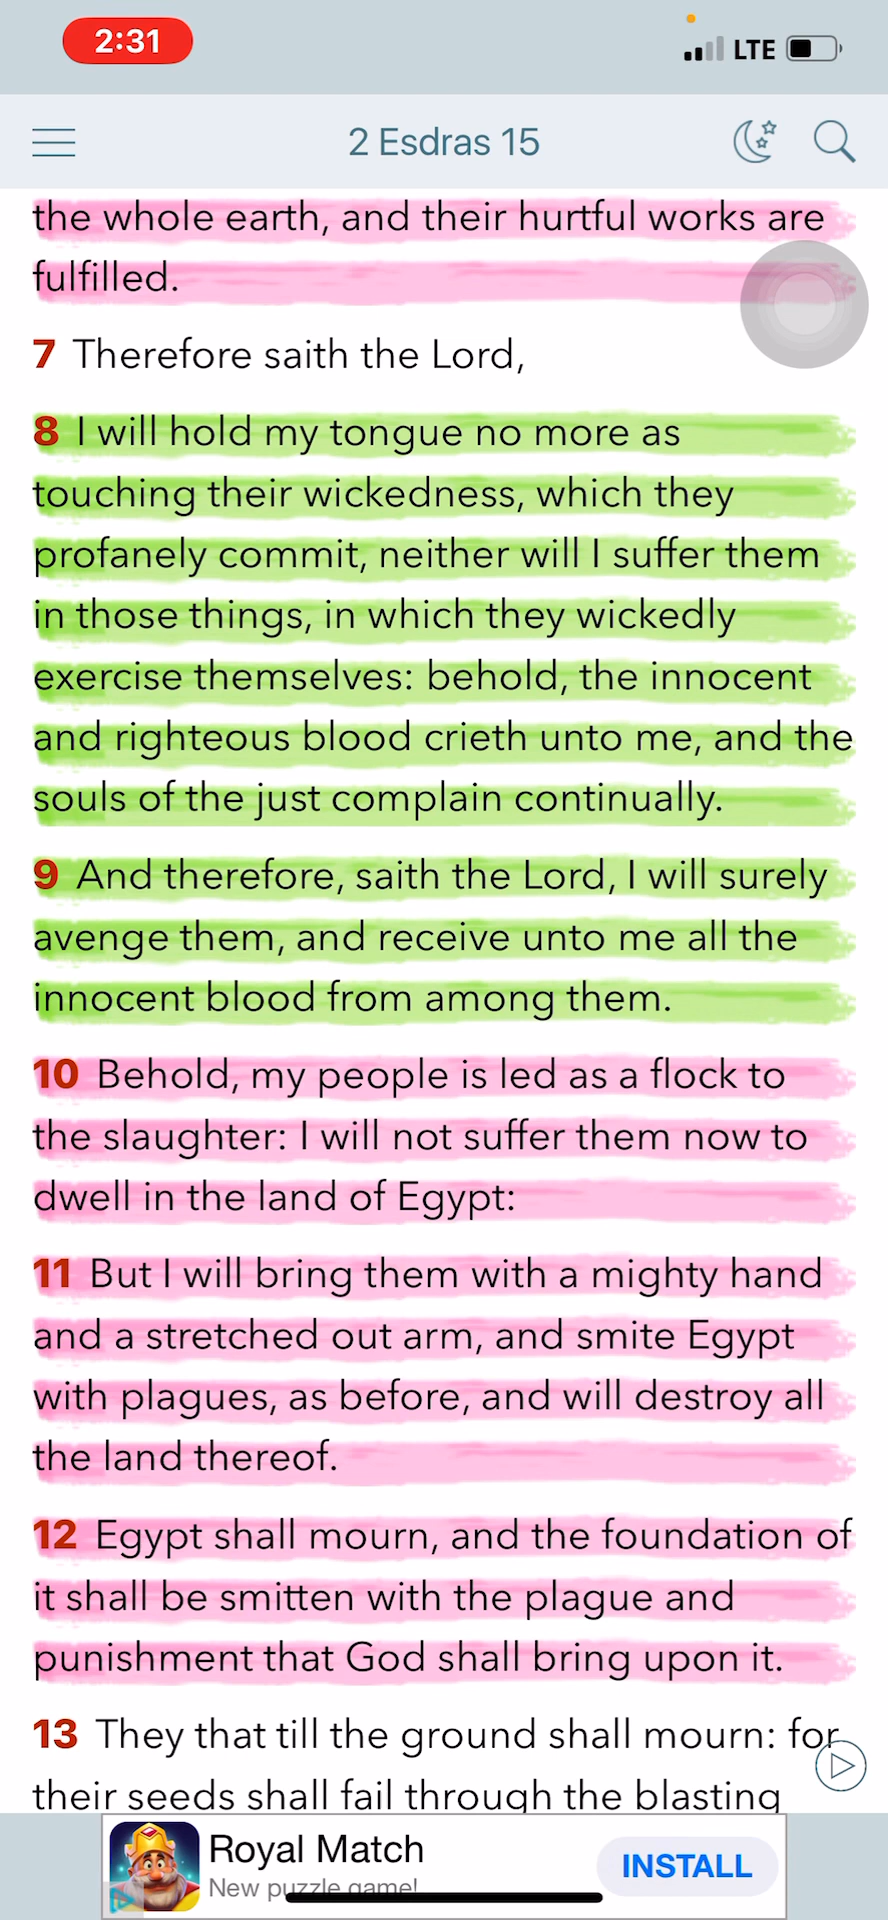 2:31
LTE
2 Esdras 15
the whole earth, and their hurtful works are
fulfilled.
7 Therefore saith the Lord,
8 I will hold my tongue no more as
touching their wickedness, which they
profanely commit, neither will I suffer them
in those things, in which they wickedly
exercise themselves: behold, the innocent
and righteous blood crieth unto me, and the
souls of the just complain continually.
9 And therefore, saith the Lord, I will surely
avenge them, and receive unto me all the
innocent blood from among them.
10 Behold, my people is led as a flock to
the slaughter: I will not suffer them now to
dwell in the land of Egypt:
11 But I will bring them with a mighty hand
and a stretched out arm, and smite Egypt
with plagues, as before, and will destroy all
the land thereof.
12 Egypt shall mourn, and the foundation of
it shall be smitten with the plague and
punishment that God shall bring upon it.
13 They that till the ground shall mourn: for
their seeds shall fail through the blasting
Royal Match
New puzzle game!
INSTALL